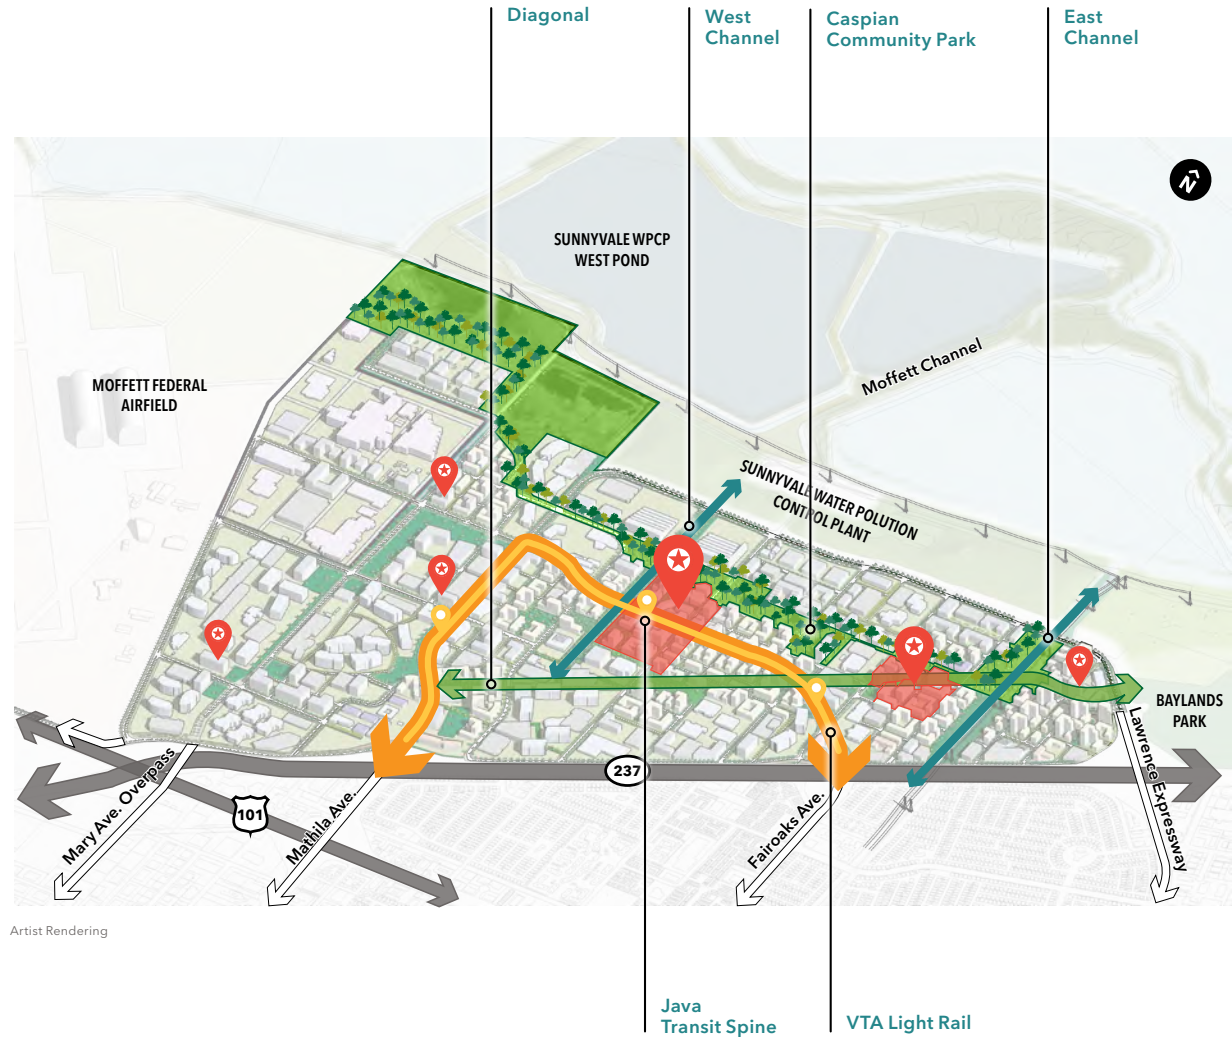 Diagonal
West
Channel
Caspian
Community Park
East
Channel
N
SUNNYVALE WPCP
WEST POND
Moffett Channel
MOFFETT FEDERAL
AIRFIELD
SUNNYVALE WATER POLUTION
CONTROL PLANT
BAYLANDS
PARK
Lawrence Expressway
237
101
Mary Ave. Overpass
Mathila Ave.
Fairoaks Ave.
Artist Rendering
Java
Transit Spine
VTA Light Rail